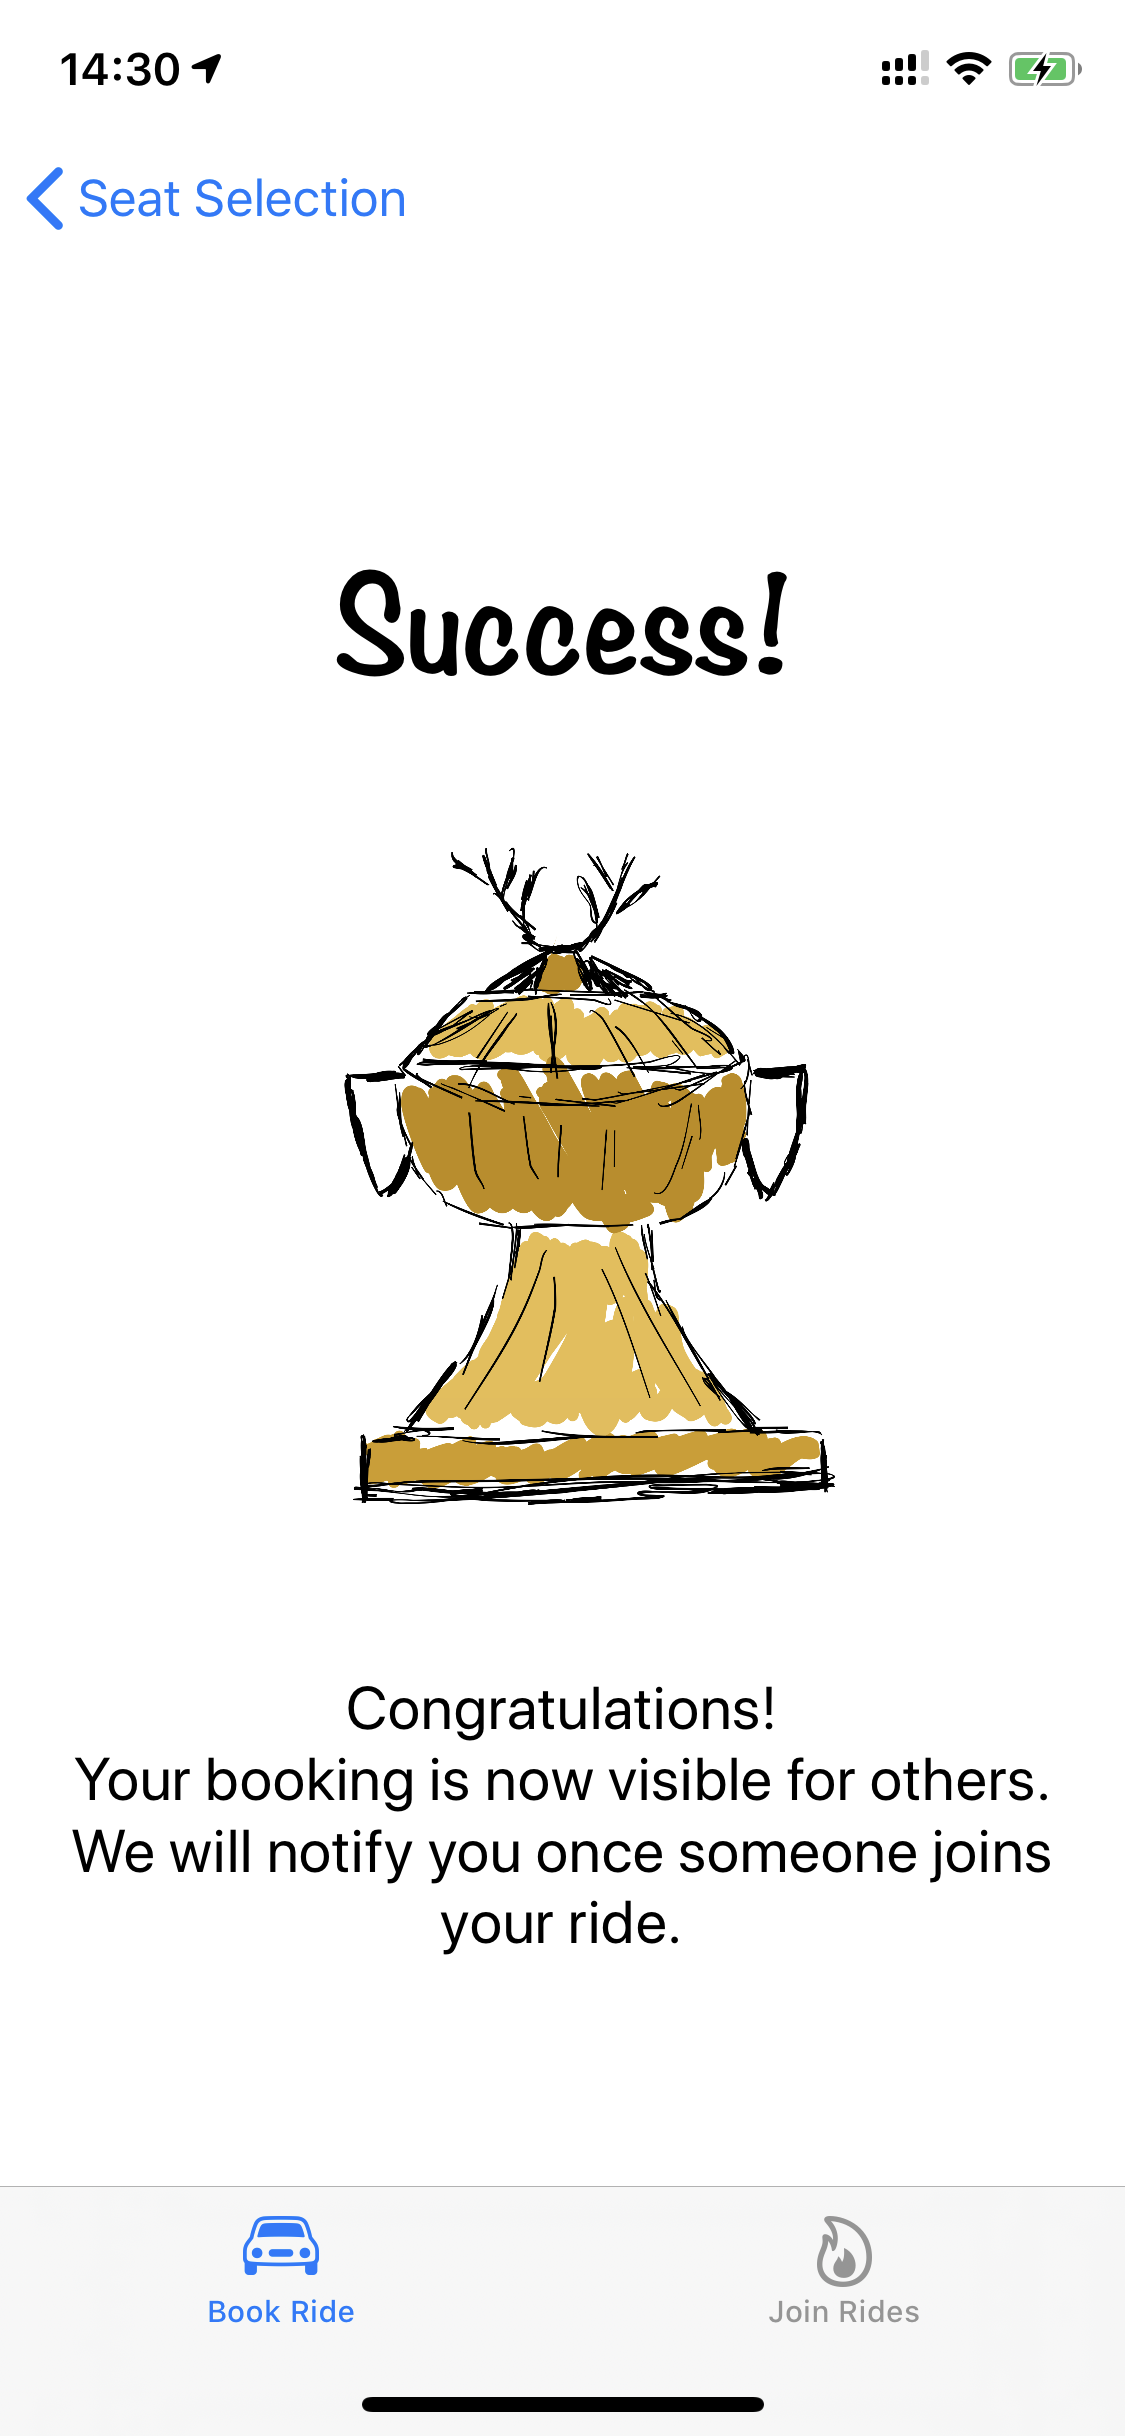 14:30
Seat Selection
Success!
Congratulations!
Your booking is now visible for others.
We will notify you once someone joins
your ride.
Book Ride
Join Rides